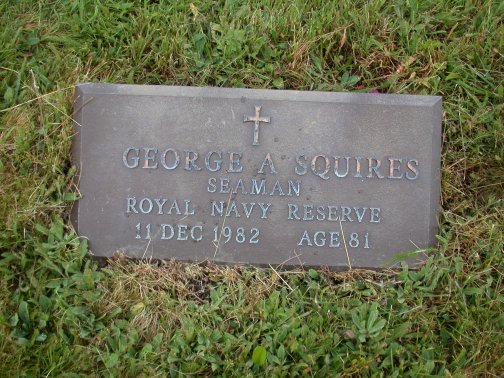 GEORGE A SQUIRES
SEAMAN
ROYAL NAVY RESERVE
11 DEC 1982 AGE 81